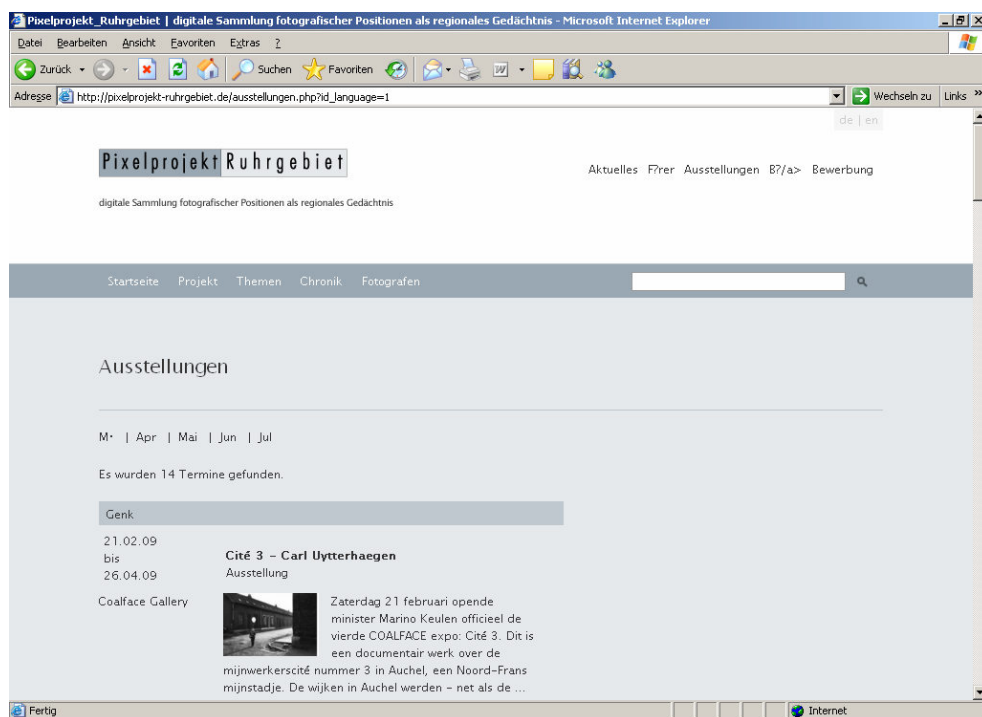 Pixelprojekt_Ruhrgebiet | digitale Sammlung fotografischer Positionen als regionales Gedächtnis - Microsoft Internet Explorer
Datei Bearbeiten Ansicht Favoriten Extras ?
Zurück Suchen Favoriten
Adresse http://pixelprojekt-ruhrgebiet.de/ausstellungen.php?id_language=1 Wechseln zu Links »
de | en
Pixelprojekt Ruhrgebiet
Aktuelles F?rer Ausstellungen B?/a> Bewerbung
digitale Sammlung fotografischer Positionen als regionales Gedächtnis
Startseite Projekt Themen Chronik Fotografen
Ausstellungen
M· | Apr | Mai | Jun | Jul
Es wurden 14 Termine gefunden.
Genk
21.02.09
bis
26.04.09
Coalface Gallery
Cité 3 – Carl Uytterhaegen
Ausstellung
Zaterdag 21 februari opende
minister Marino Keulen officieel de
vierde COALFACE expo: Cité 3. Dit is
een documentair werk over de
mijnwerkerscité nummer 3 in Auchel, een Noord–Frans
mijnstadje. De wijken in Auchel werden – net als de ...
Fertig Internet